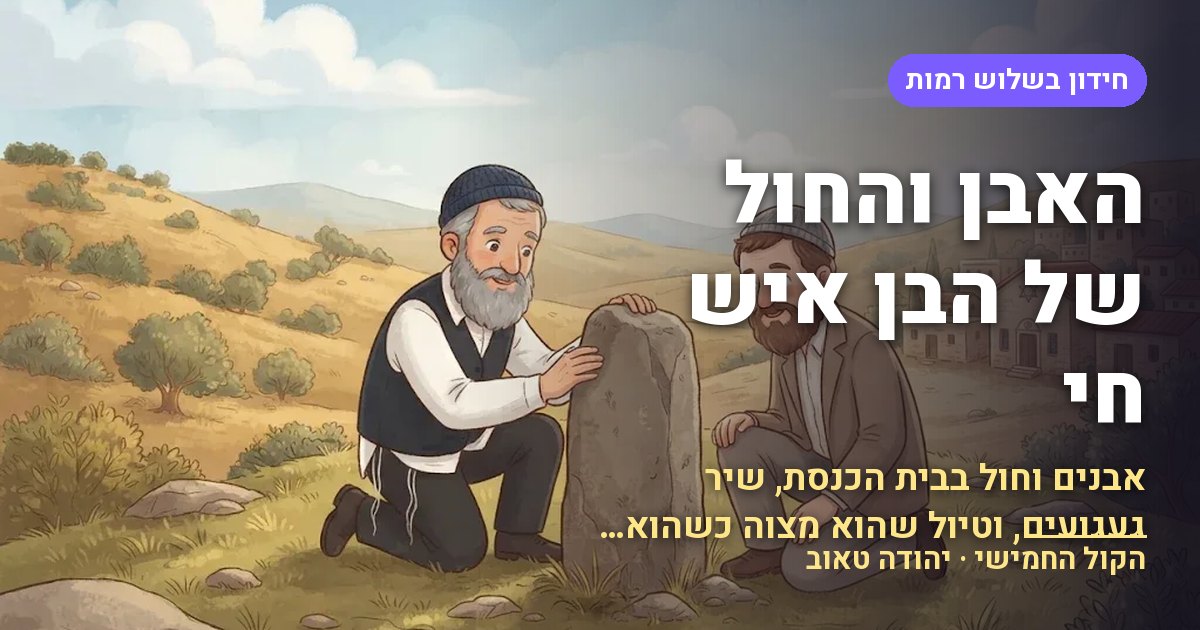 חידון בשלוש רמות
האבן והחול
של הבן איש
חי
אבנים וחול בבית הכנסת, שיר
געגועים, וטיול שהוא מצוה כשהוא...
הקול החמישי · יהודה טאוב